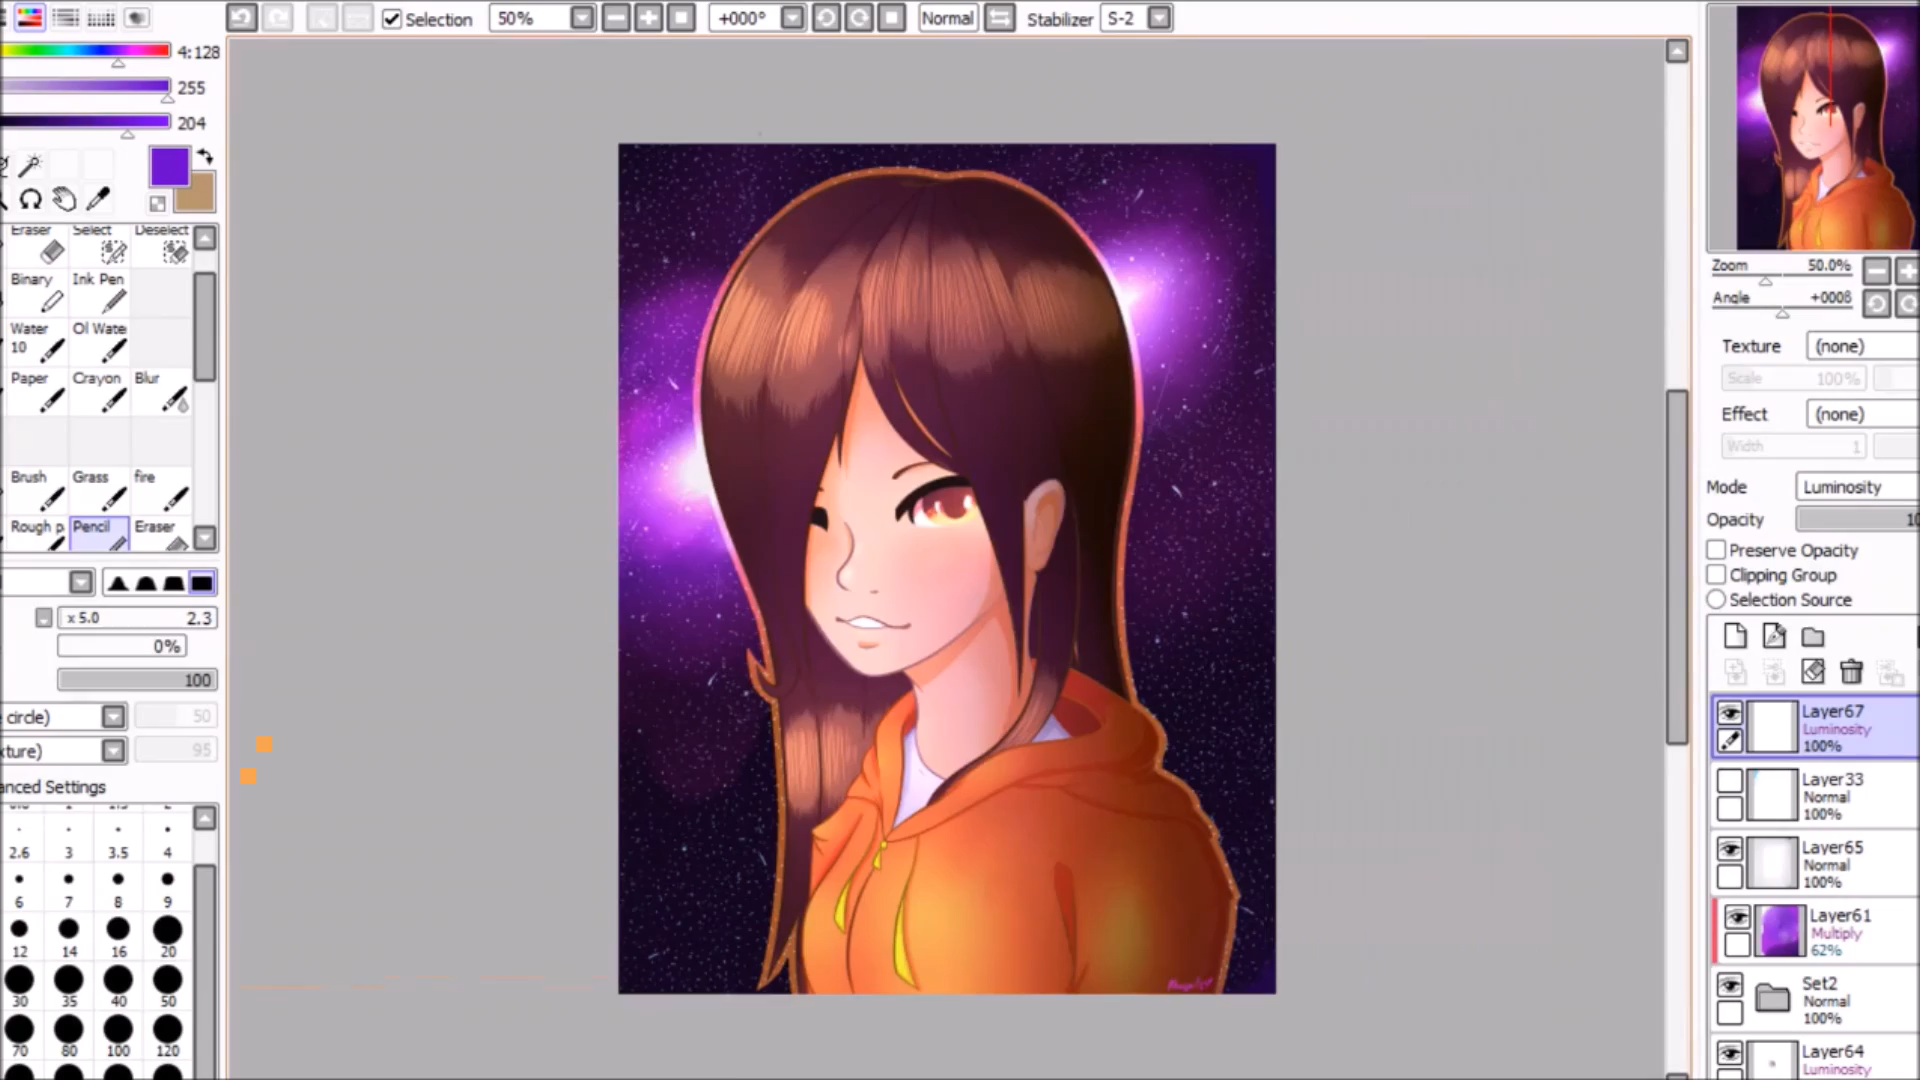 Selection 50% +000° Normal Stabilizer S-2
4:128
255
204
Eraser Select Deselect
Binary Ink Pen
Water 10 Ol Wate
Paper Crayon Blur
Brush Grass fire
Rough p Pencil Eraser
x 5.0 2.3
0%
100
circle) 50
xture) 95
anced Settings
2.6 3 3.5 4
6 7 8 9
12 14 16 20
30 35 40 50
70 80 100 120
Zoom 50.0%
Angle
Texture (none)
Scale 100%
Effect (none)
Width 1
Mode Luminosity
Opacity 10
Preserve Opacity
Clipping Group
Selection Source
Layer67
Luminosity
100%
Layer33
Normal
100%
Layer65
Normal
100%
Layer61
Multiply
62%
Set2
Normal
100%
Layer64
Luminosity